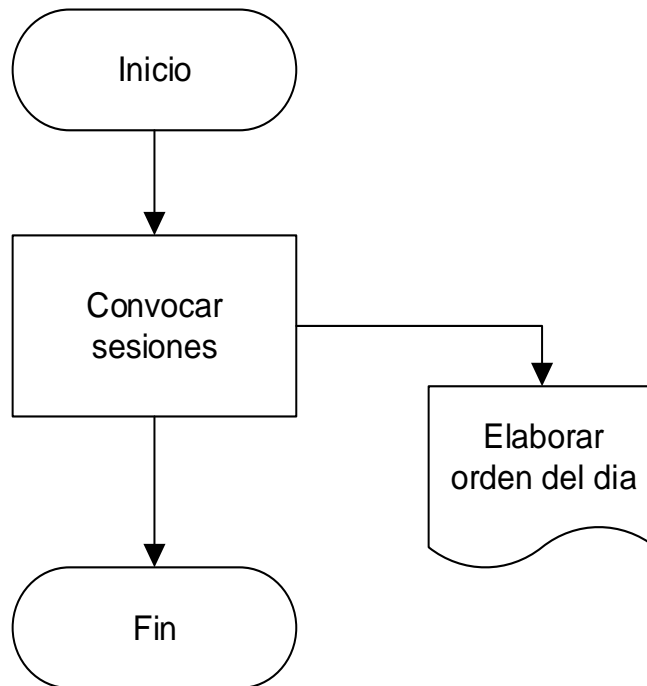 Inicio
Convocar
sesiones
Elaborar
orden del dia
Fin